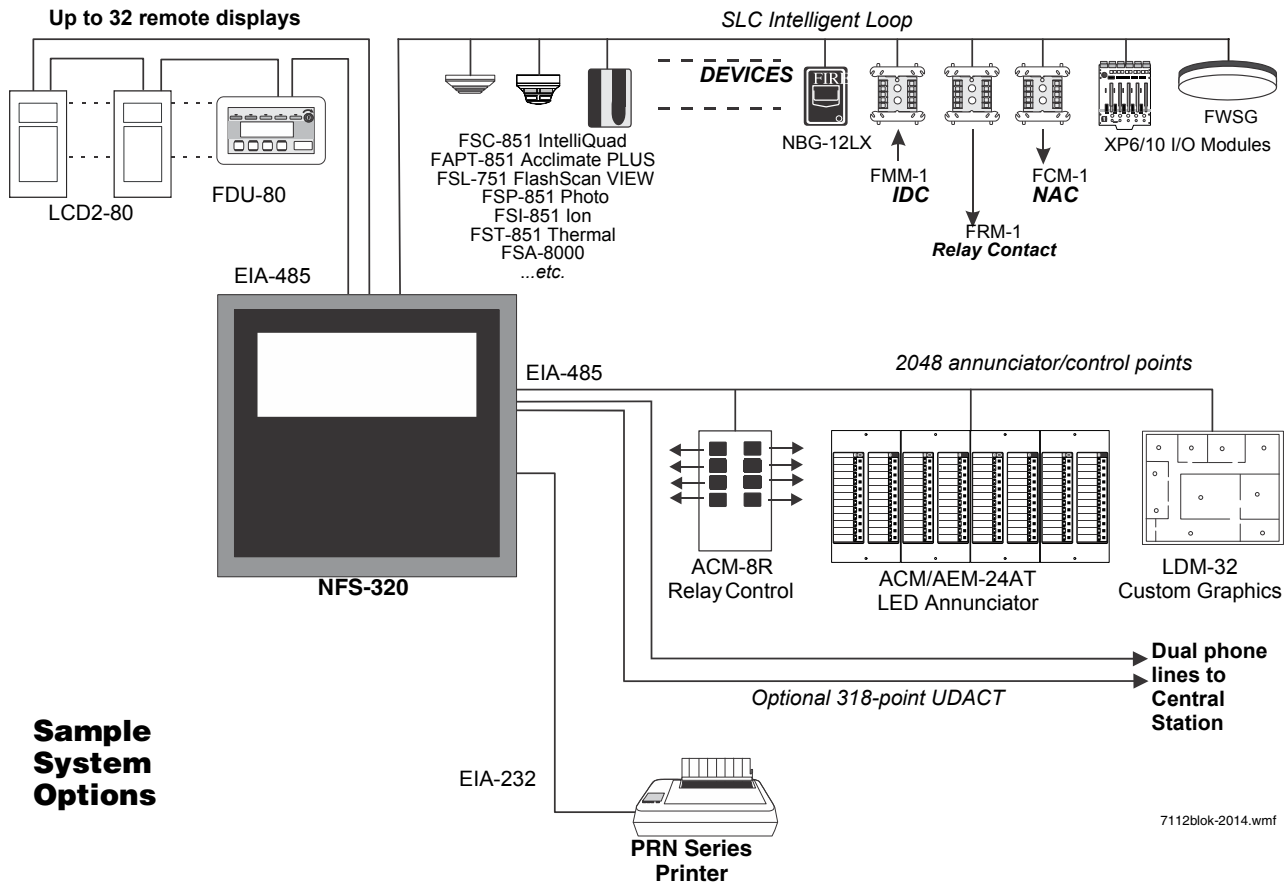 Up to 32 remote displays
SLC Intelligent Loop
DEVICES
FIRE
NBG-12LX
FMM-1
IDC
FRM-1
Relay Contact
FCM-1
NAC
XP6/10 I/O Modules
FWSG
LCD2-80
FDU-80
FSC-851 IntelliQuad
FAPT-851 Acclimate PLUS
FSL-751 FlashScan VIEW
FSP-851 Photo
FSI-851 Ion
FST-851 Thermal
FSA-8000
...etc.
EIA-485
NFS-320
EIA-485
2048 annunciator/control points
ACM-8R
Relay Control
ACM/AEM-24AT
LED Annunciator
LDM-32
Custom Graphics
Dual phone
lines to
Central
Station
Optional 318-point UDACT
Sample
System
Options
EIA-232
PRN Series
Printer
7112blok-2014.wmf